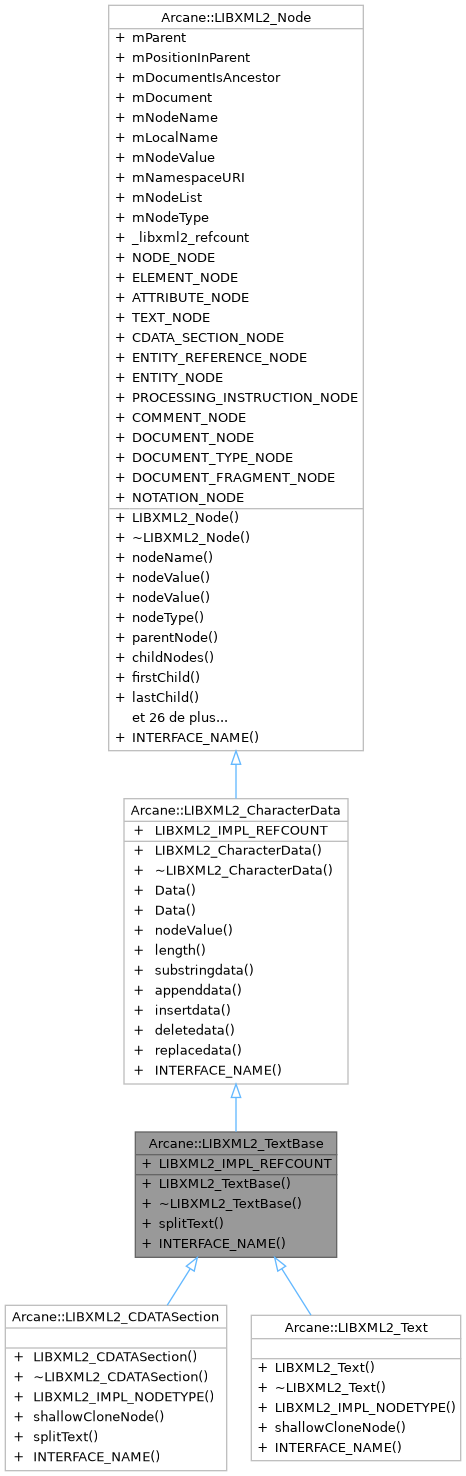 Arcane::LIBXML2_Node
+ mParent
+ mPositionInParent
+ mDocumentIsAncestor
+ mDocument
+ mNodeName
+ mLocalName
+ mNodeValue
+ mNamespaceURI
+ mNodeList
+ mNodeType
+ _libxml2_refcount
+ NODE_NODE
+ ELEMENT_NODE
+ ATTRIBUTE_NODE
+ TEXT_NODE
+ CDATA_SECTION_NODE
+ ENTITY_REFERENCE_NODE
+ ENTITY_NODE
+ PROCESSING_INSTRUCTION_NODE
+ COMMENT_NODE
+ DOCUMENT_NODE
+ DOCUMENT_TYPE_NODE
+ DOCUMENT_FRAGMENT_NODE
+ NOTATION_NODE
+ LIBXML2_Node()
+ ~LIBXML2_Node()
+ nodeName()
+ nodeValue()
+ nodeValue()
+ nodeType()
+ parentNode()
+ childNodes()
+ firstChild()
+ lastChild()
et 26 de plus...
+ INTERFACE_NAME()
Arcane::LIBXML2_CharacterData
+ LIBXML2_IMPL_REFCOUNT
+ LIBXML2_CharacterData()
+ ~LIBXML2_CharacterData()
+ Data()
+ Data()
+ nodeValue()
+ length()
+ substringdata()
+ appenddata()
+ insertdata()
+ deletedata()
+ replacedata()
+ INTERFACE_NAME()
Arcane::LIBXML2_TextBase
+ LIBXML2_IMPL_REFCOUNT
+ LIBXML2_TextBase()
+ ~LIBXML2_TextBase()
+ splitText()
+ INTERFACE_NAME()
Arcane::LIBXML2_CDATASection
+ LIBXML2_CDATASection()
+ ~LIBXML2_CDATASection()
+ LIBXML2_IMPL_NODETYPE()
+ shallowCloneNode()
+ splitText()
+ INTERFACE_NAME()
Arcane::LIBXML2_Text
+ LIBXML2_Text()
+ ~LIBXML2_Text()
+ LIBXML2_IMPL_NODETYPE()
+ shallowCloneNode()
+ INTERFACE_NAME()